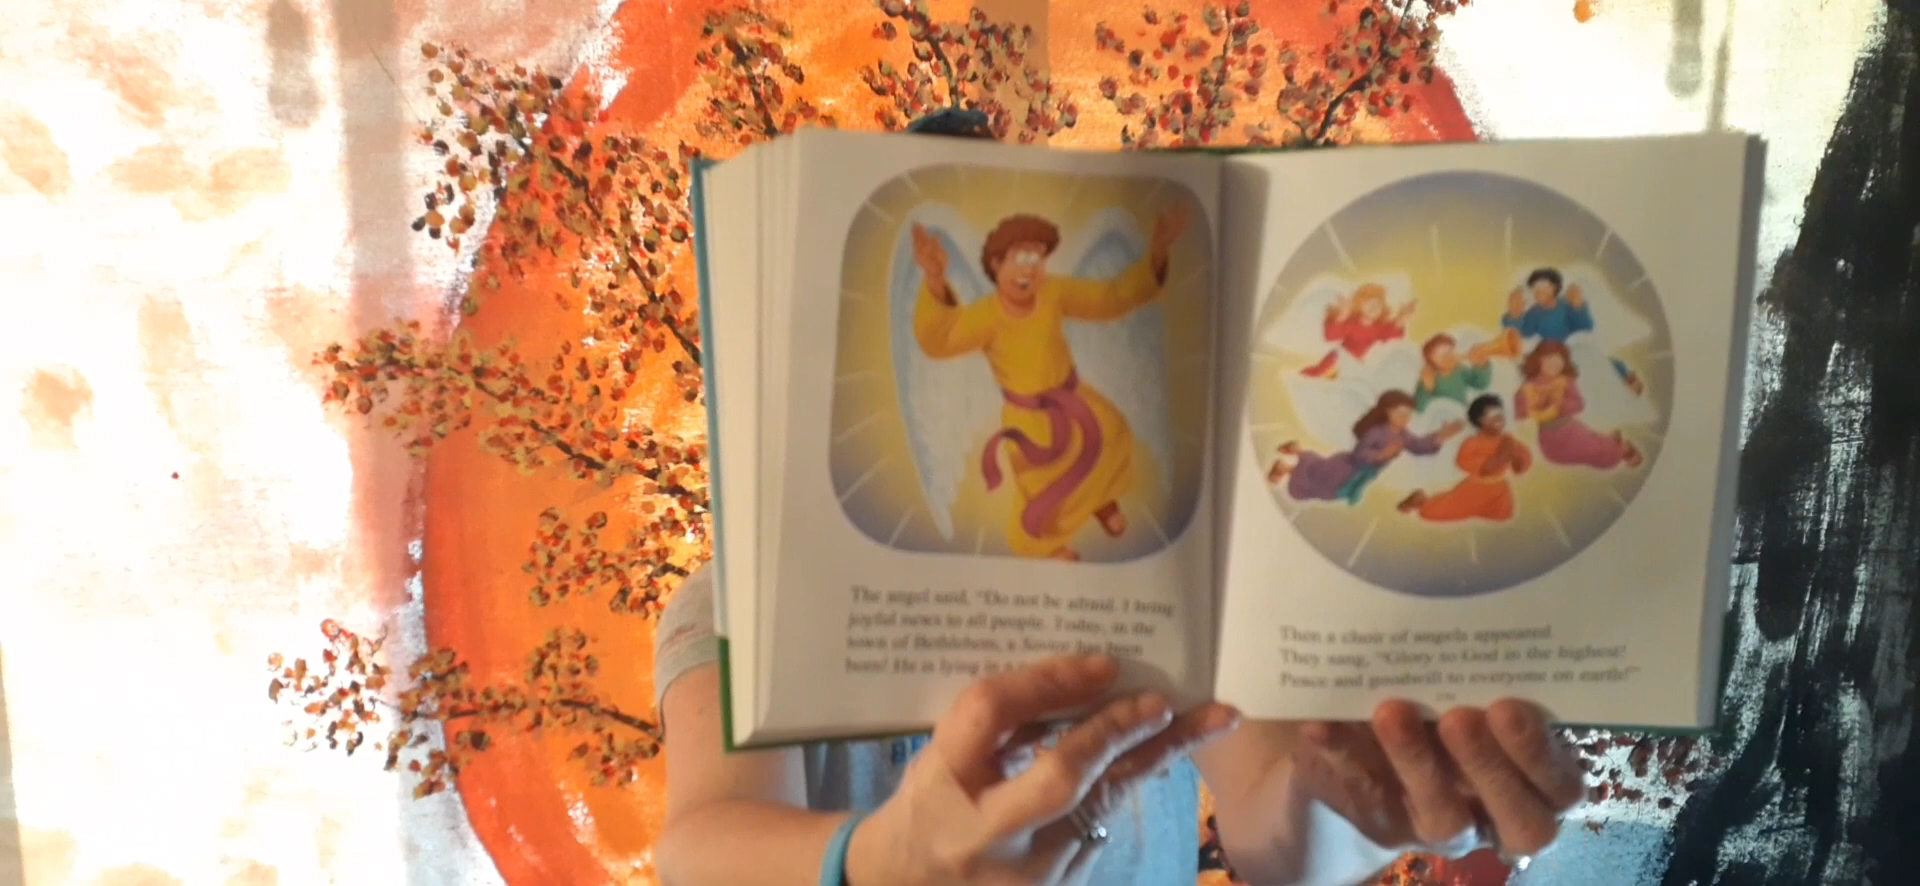 The angel said, "Do not be afraid. I bring
joyful news to all people. Today, in the
town of Bethlehem, a Savior has been
born! He is lying in a
Then a choir of angels appeared.
They sang, "Glory to God in the highest!
Peace and goodwill to everyone on earth!"